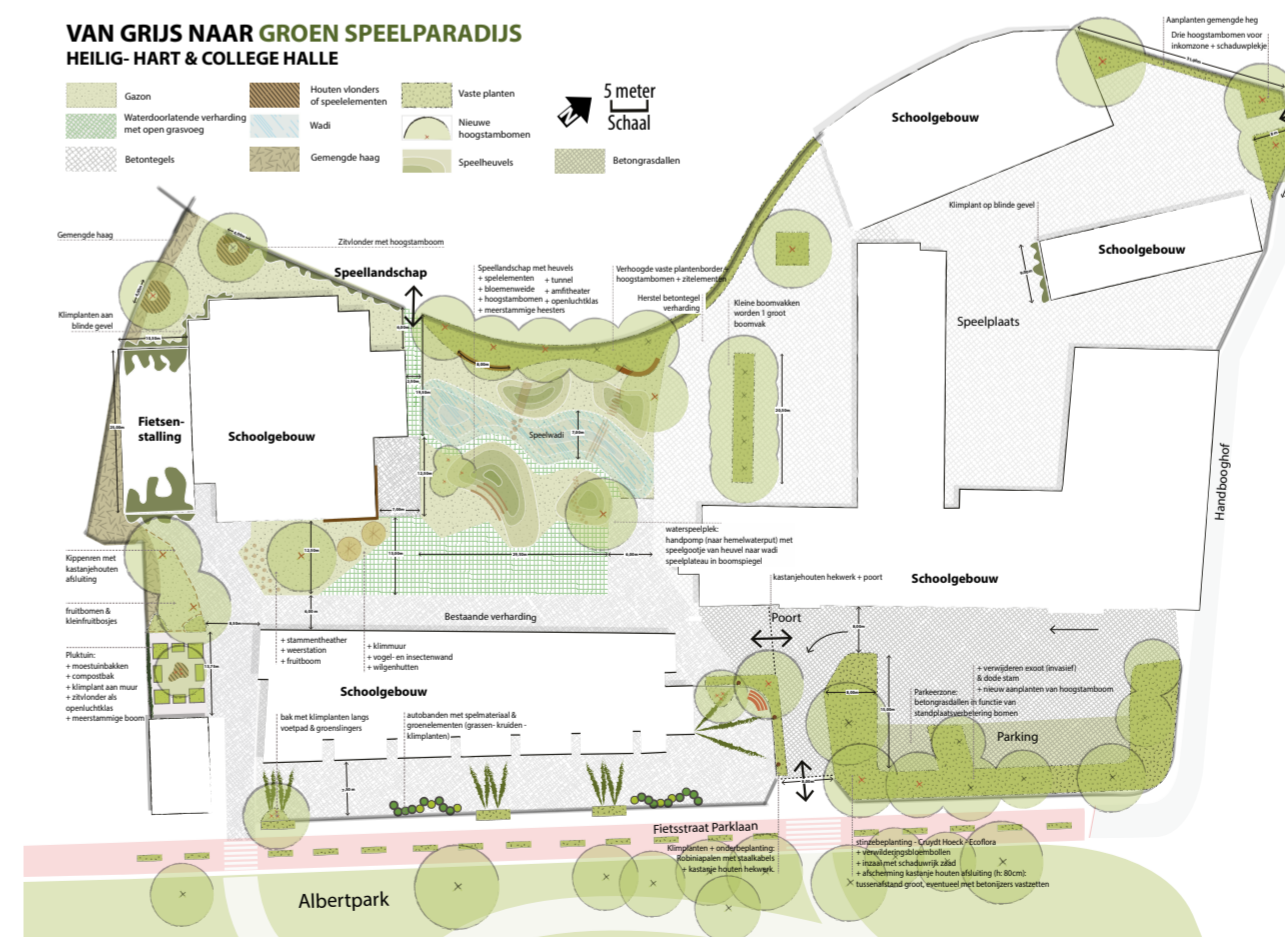 VAN GRIJS NAAR GROEN SPEELPARADIJS
HEILIG- HART & COLLEGE HALLE
Gazon
Waterdoorlatende verharding
met open grasvoeg
Betontegels
Houten vlonders
of speelelementen
Wadi
Gemengde haag
Vaste planten
Nieuwe
hoogstambomen
Speelheuvels
Betongrasdallen
N
5 meter
Schaal
Aanplanten gemengde heg
Drie hoogstambomen voor
inkomzone + schaduwplekje
Schoolgebouw
Klimplant op blinde gevel
Schoolgebouw
Speelplaats
Gemengde haag
Zitvlonder met hoogstamboom
Speellandschap
Speellandschap met heuvels
+ spelelementen
+ bloemenweide
+ hoogstambomen
+ meerstammige heesters
+ tunnel
+ amfitheater
+ openluchtklas
Verhoogde vaste plantenborder +
hoogstambomen + zitelementen
Herstel betontegel
verharding
Kleine boomvakken
worden 1 groot
boomvak
Klimplanten aan
blinde gevel
Fietsen-
stalling
Schoolgebouw
Speelwadi
Handbooghof
waterspeelplek:
handpomp (naar hemelwaterput) met
speelgootje van heuvel naar wadi
speelplateau in boomspiegel
Kippenren met
kastanjehouten
afsluiting
kastanjehouten hekwerk + poort
Schoolgebouw
fruitbomen &
kleinfruitbosjes
Bestaande verharding
Poort
+ stammentheather
+ weerstation
+ fruitboom
+ klimmuur
+ vogel- en insectenwand
+ wilgenhutten
Pluktuin:
+ moestuinbakken
+ compostbak
+ klimplant aan muur
+ zitvlonder als
openluchtklas
+ meerstammige boom
Schoolgebouw
+ verwijderen exoot (invasief)
& dode stam
+ nieuw aanplanten van hoogstamboom
Parkeerzone:
betongrasdallen in functie van
standplaatsverbetering bomen
Parking
bak met klimplanten langs
voetpad & groenslingers
autobanden met spelmateriaal &
groenelementen (grassen- kruiden -
klimplanten)
Fietsstraat Parklaan
Klimplanten + onderbeplanting:
Robiniapalen met staalkabels
+ kastanje houten hekwerk.
stinzebeplanting - Cruydt Hoeck - Ecoflora
+ verwilderingsbloembollen
+ inzaai met schaduwrijk zaad
+ afscherming kastanje houten afsluiting (h: 80cm):
tussenafstand groot, eventueel met betonijzers vastzetten
Albertpark